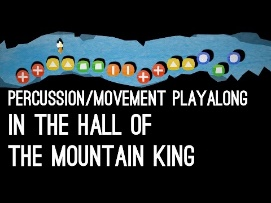 PERCUSSION/MOVEMENT PLAYALONG
IN THE HALL OF
THE MOUNTAIN KING